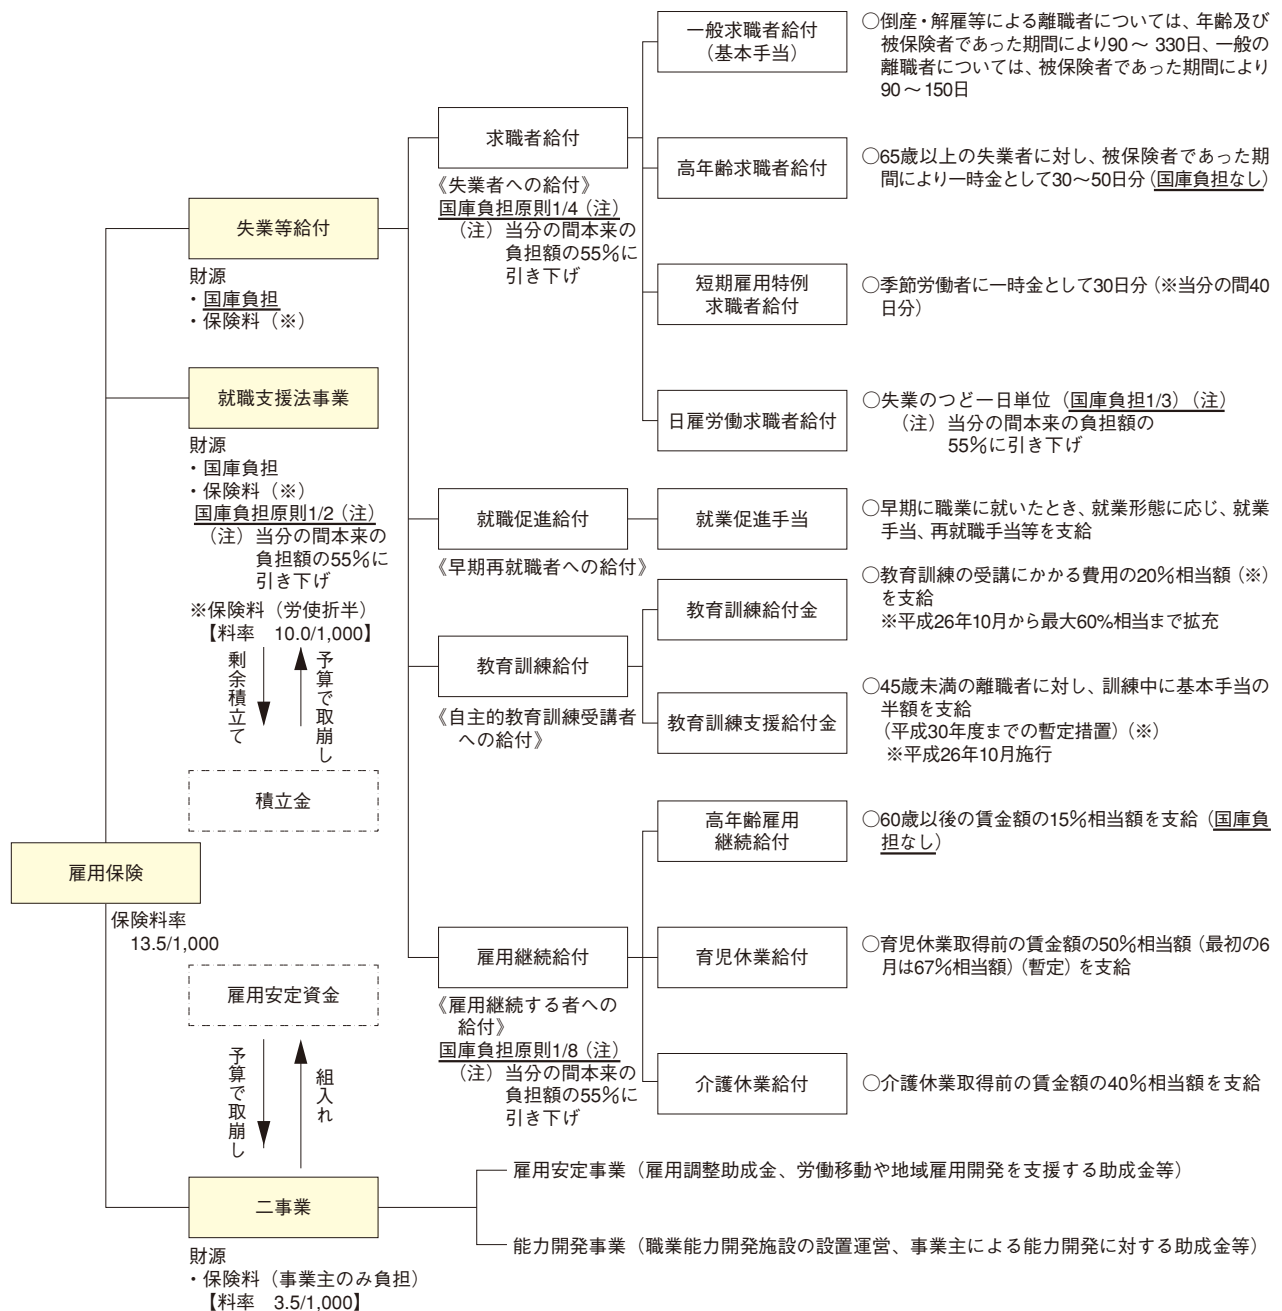 一般求職者給付
（基本手当）
○倒産・解雇等による離職者については、年齢及び
被保険者であった期間により90～ 330日、一般の
離職者については、被保険者であった期間により
90～150日
求職者給付
《失業者への給付》
国庫負担原則1/4（注）
（注）当分の間本来の
負担額の55％に
引き下げ
高年齢求職者給付
○65歳以上の失業者に対し、被保険者であった期
間により一時金として30～50日分（国庫負担なし）
失業等給付
財源
・国庫負担
・保険料（※）
短期雇用特例
求職者給付
○季節労働者に一時金として30日分（※当分の間40
日分）
日雇労働求職者給付
○失業のつど一日単位（国庫負担1/3）（注）
（注）当分の間本来の負担額の
55％に引き下げ
就職支援法事業
財源
・国庫負担
・保険料（※）
国庫負担原則1/2（注）
（注）当分の間本来の
負担額の55％に
引き下げ
※保険料（労使折半）
【料率　10.0/1,000】
剰余積立て
予算で取崩し
積立金
就職促進給付
《早期再就職者への給付》
就業促進手当
○早期に職業に就いたとき、就業形態に応じ、就業
手当、再就職手当等を支給
教育訓練給付
《自主的教育訓練受講者
への給付》
教育訓練給付金
○教育訓練の受講にかかる費用の20％相当額（※）
を支給
※平成26年10月から最大60%相当まで拡充
教育訓練支援給付金
○45歳未満の離職者に対し、訓練中に基本手当の
半額を支給
（平成30年度までの暫定措置）（※）
※平成26年10月施行
雇用保険
保険料率
13.5/1,000
雇用継続給付
《雇用継続する者への
給付》
国庫負担原則1/8（注）
（注）当分の間本来の
負担額の55％に
引き下げ
高年齢雇用
継続給付
○60歳以後の賃金額の15％相当額を支給（国庫負
担なし）
育児休業給付
○育児休業取得前の賃金額の50％相当額（最初の6
月は67％相当額）（暫定）を支給
介護休業給付
○介護休業取得前の賃金額の40％相当額を支給
雇用安定資金
予算で取崩し
組入れ
二事業
財源
・保険料（事業主のみ負担）
【料率　3.5/1,000】
雇用安定事業（雇用調整助成金、労働移動や地域雇用開発を支援する助成金等）
能力開発事業（職業能力開発施設の設置運営、事業主による能力開発に対する助成金等）